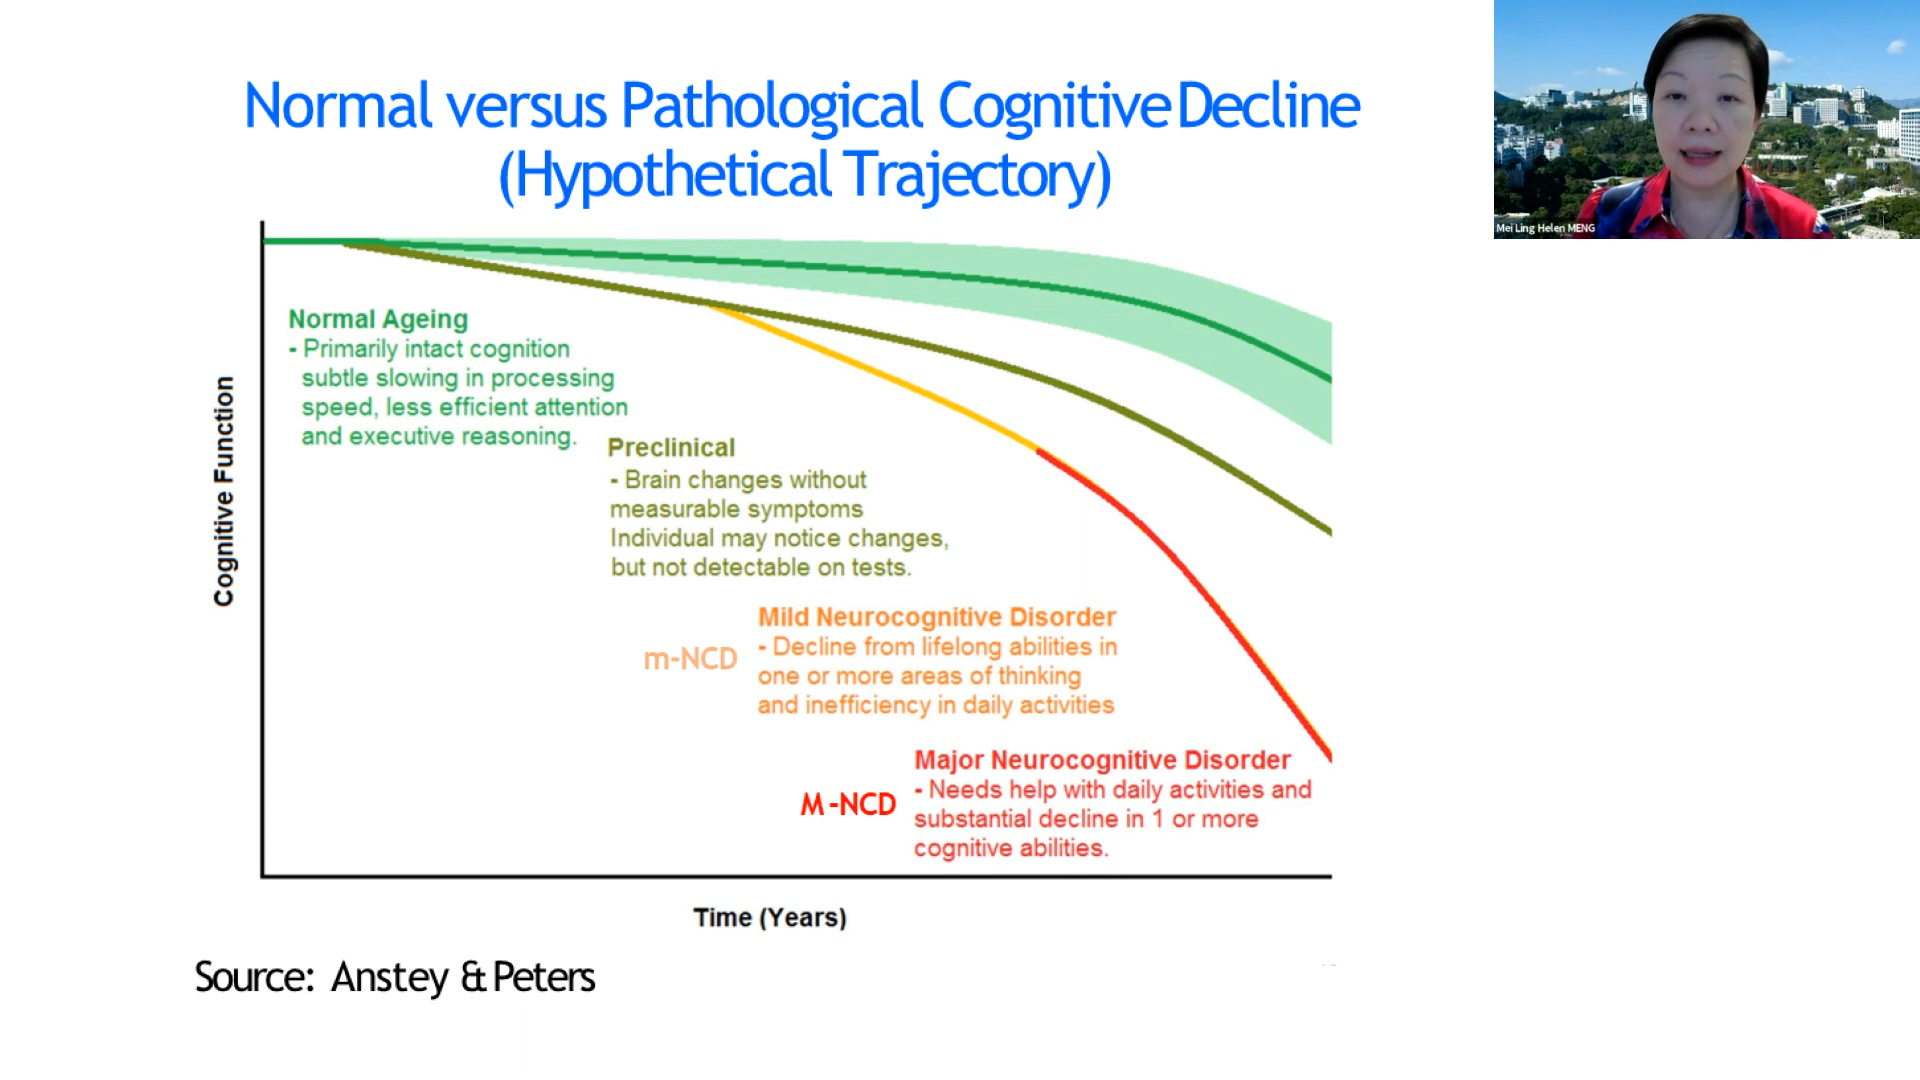 Normal versus Pathological Cognitive Decline
(Hypothetical Trajectory)
Mei Ling Helen MENG
Normal Ageing
- Primarily intact cognition
subtle slowing in processing
speed, less efficient attention
and executive reasoning.
Preclinical
- Brain changes without
measurable symptoms
Individual may notice changes,
but not detectable on tests.
Mild Neurocognitive Disorder
m-NCD
- Decline from lifelong abilities in
one or more areas of thinking
and inefficiency in daily activities
Major Neurocognitive Disorder
M-NCD
- Needs help with daily activities and
substantial decline in 1 or more
cognitive abilities.
Cognitive Function
Time (Years)
Source: Anstey & Peters